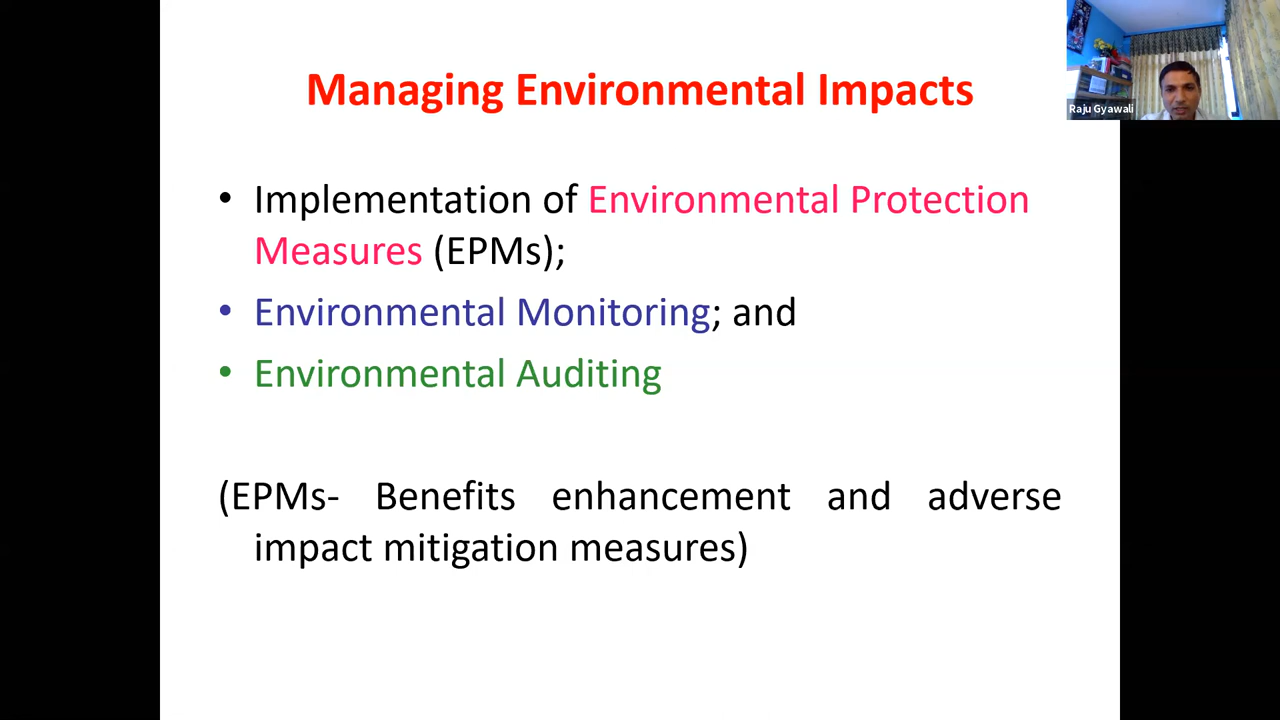 Managing Environmental Impacts
Raju Gyawali
• Implementation of Environmental Protection
Measures (EPMs);
• Environmental Monitoring; and
• Environmental Auditing
(EPMs- Benefits enhancement and adverse
impact mitigation measures)